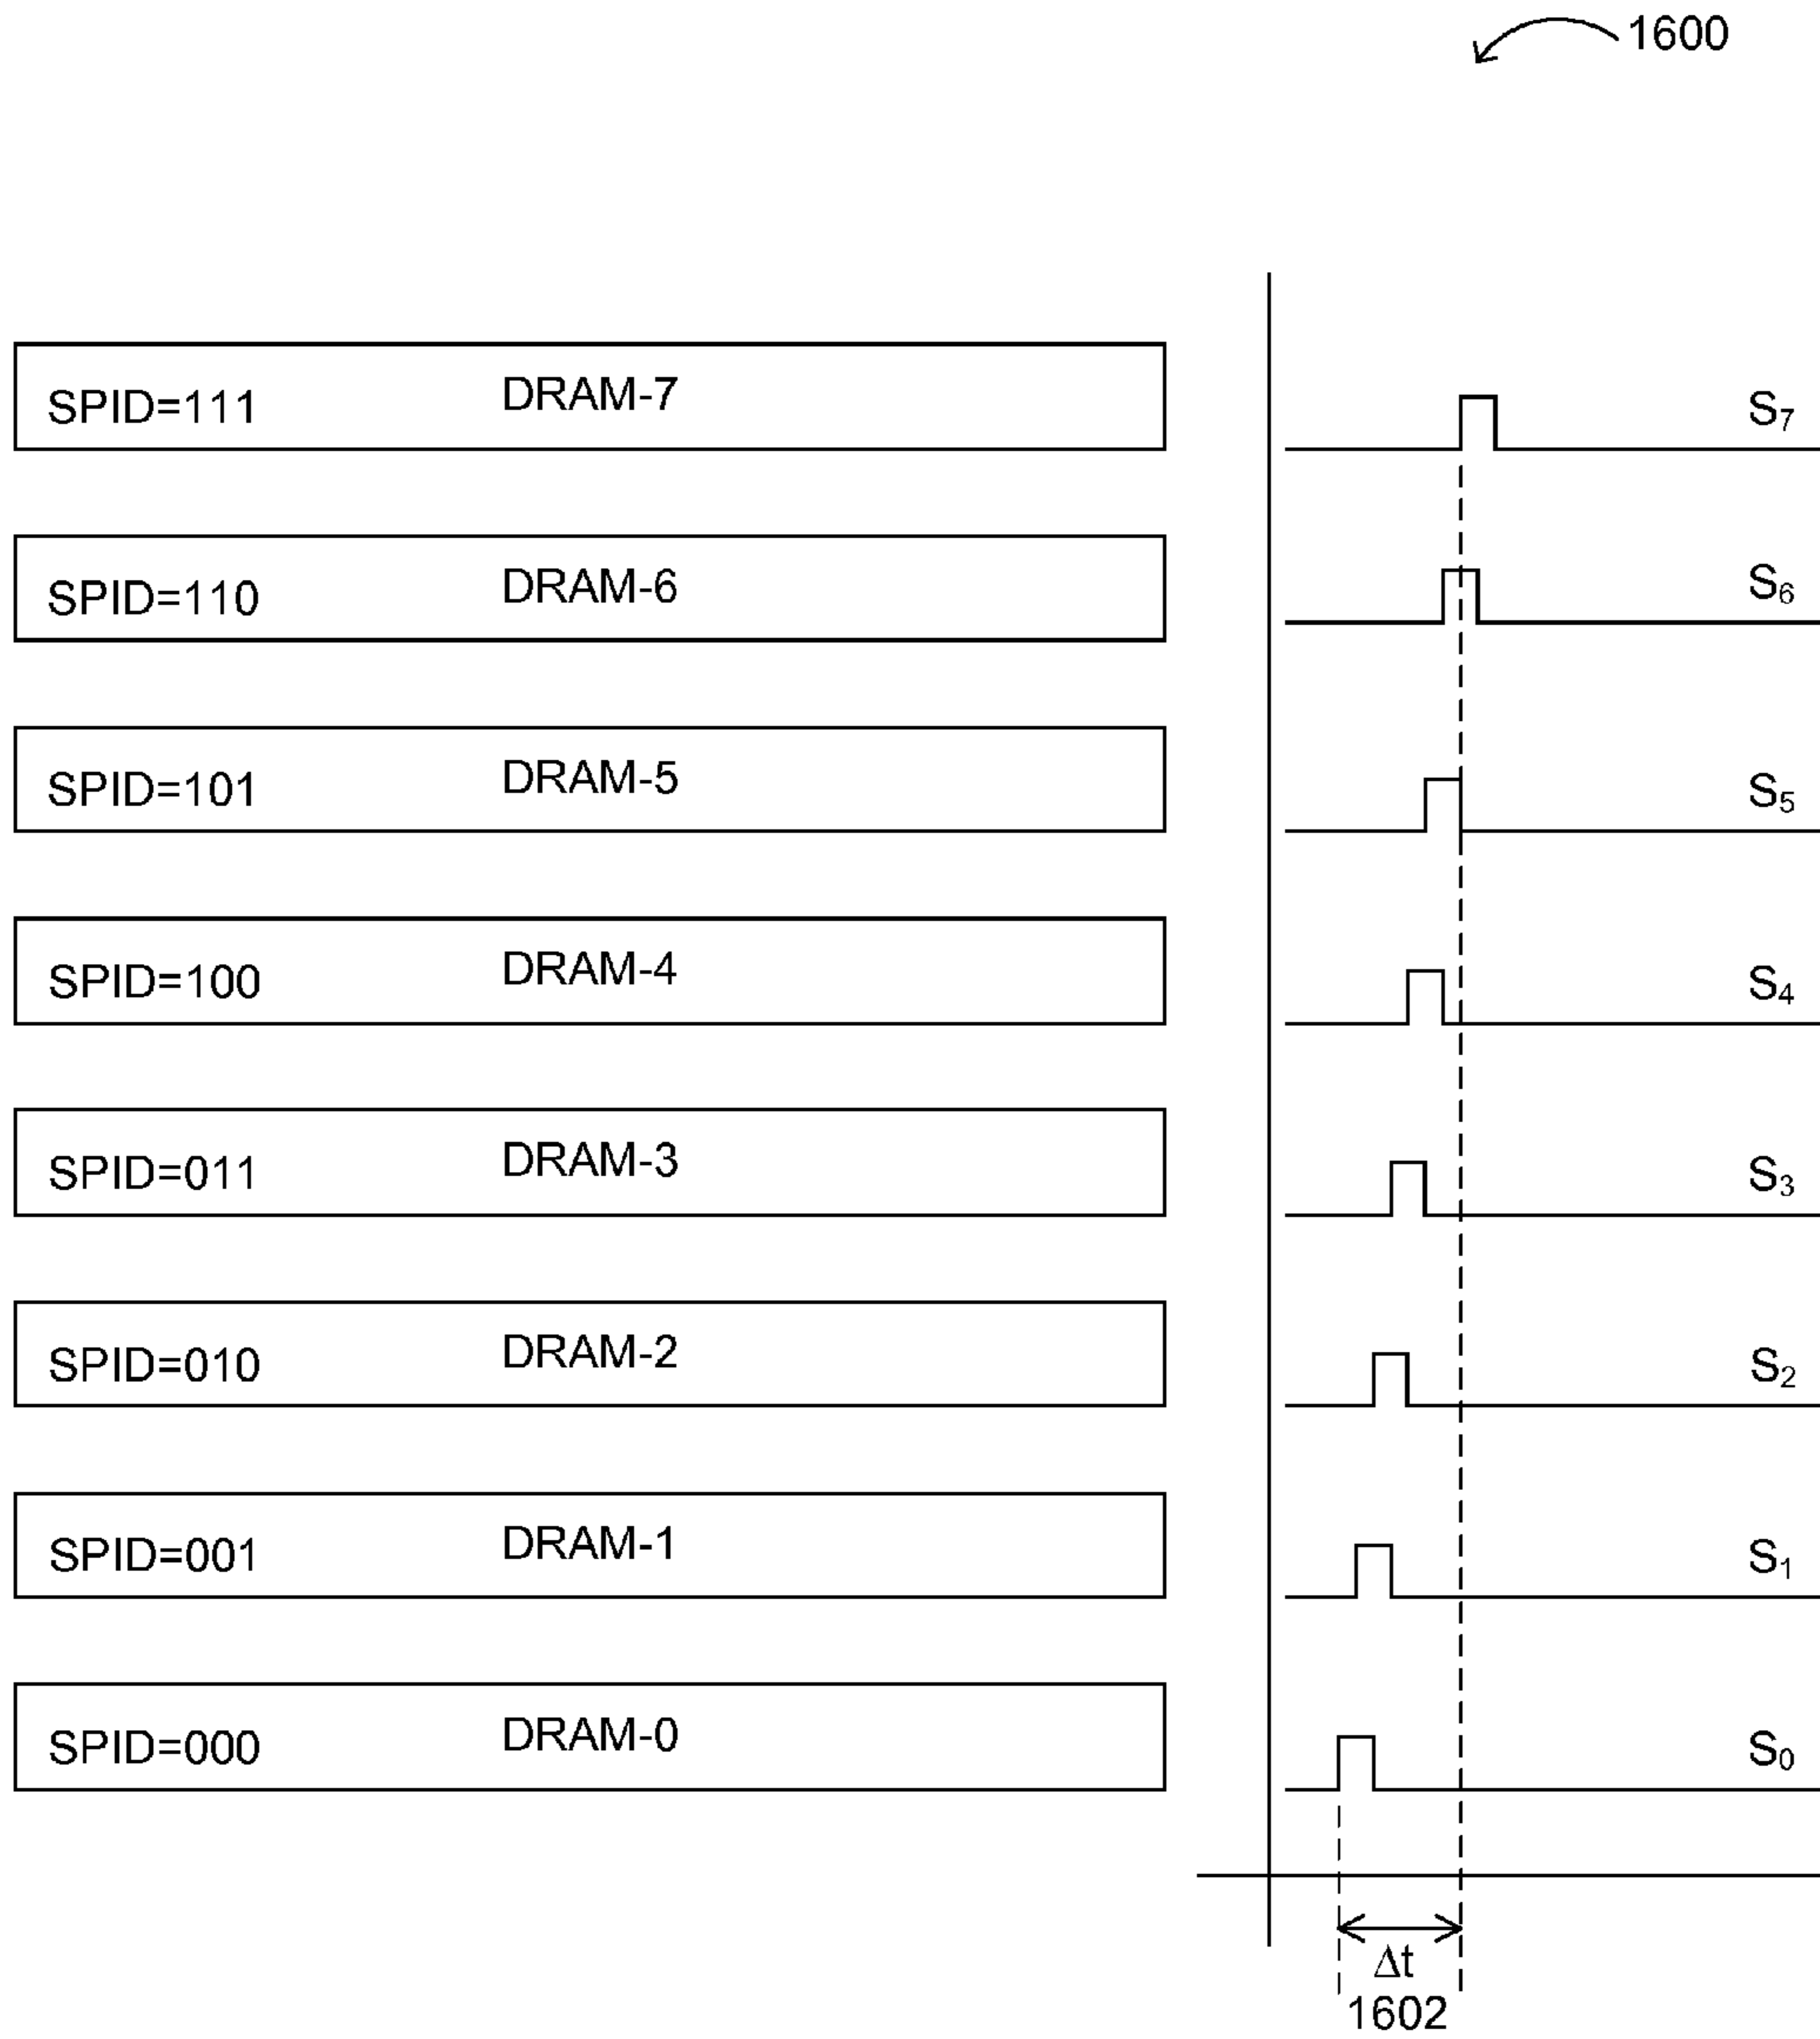 1600
SPID=111 DRAM-7 S₇
SPID=110 DRAM-6 S₆
SPID=101 DRAM-5 S₅
SPID=100 DRAM-4 S₄
SPID=011 DRAM-3 S₃
SPID=010 DRAM-2 S₂
SPID=001 DRAM-1 S₁
SPID=000 DRAM-0 S₀
Δt
1602